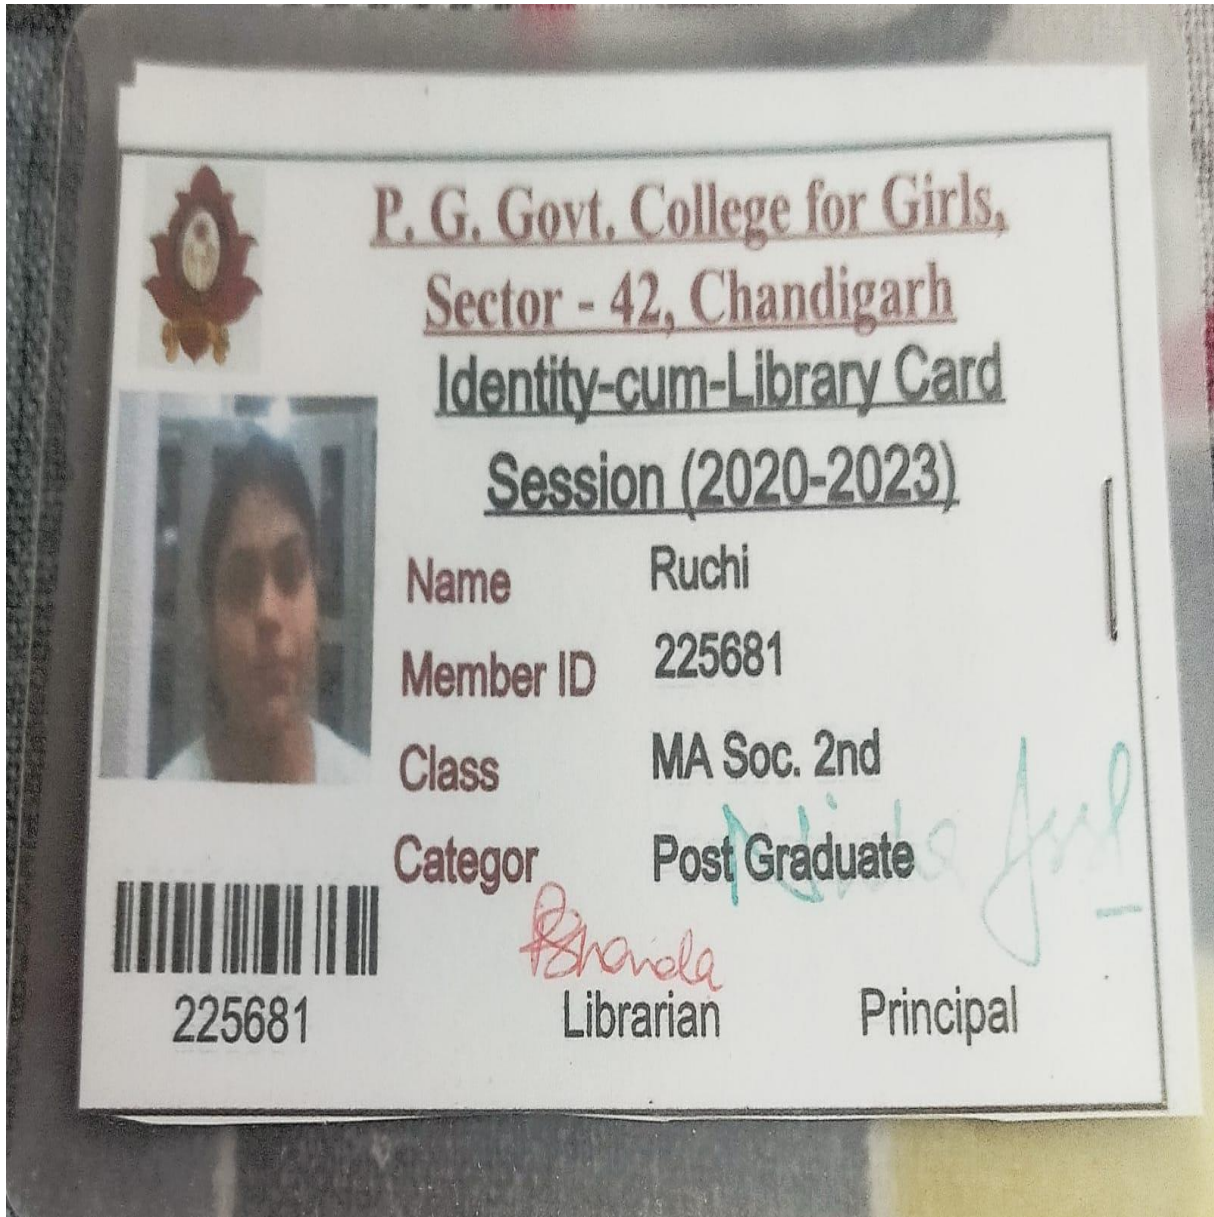 P. G. Govt. College for Girls,
Sector - 42, Chandigarh
Identity-cum-Library Card
Session (2020-2023)
Name Ruchi
Member ID 225681
Class MA Soc. 2nd
Categor Post Graduate
225681
Librarian Principal